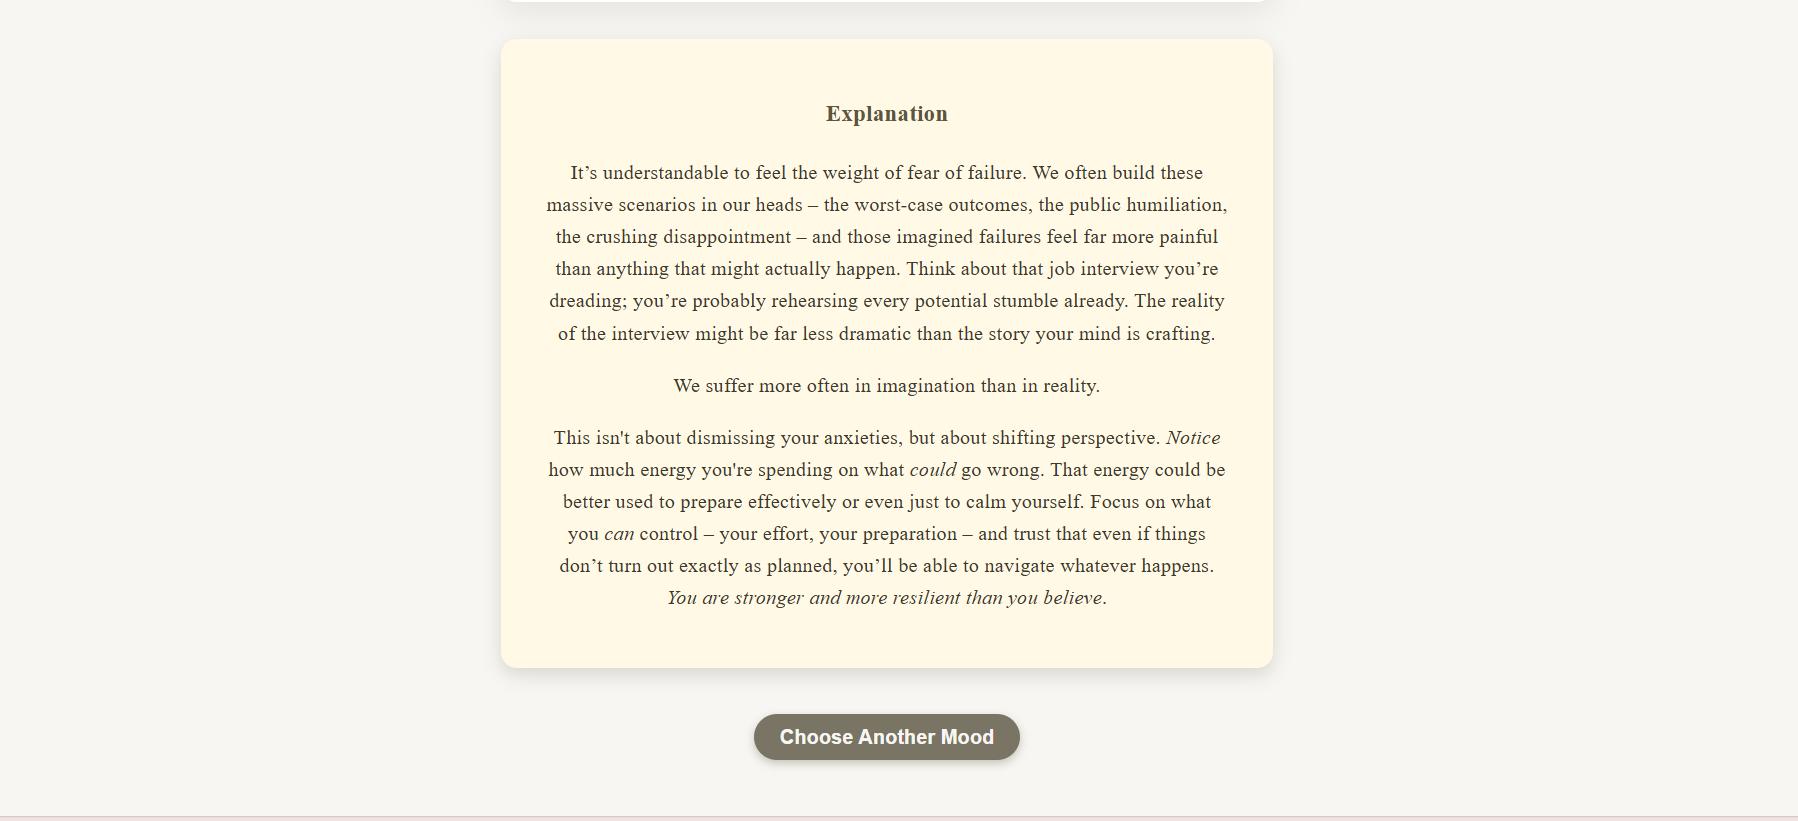 Explanation
It’s understandable to feel the weight of fear of failure. We often build these
massive scenarios in our heads – the worst-case outcomes, the public humiliation,
the crushing disappointment – and those imagined failures feel far more painful
than anything that might actually happen. Think about that job interview you’re
dreading; you’re probably rehearsing every potential stumble already. The reality
of the interview might be far less dramatic than the story your mind is crafting.
We suffer more often in imagination than in reality.
This isn't about dismissing your anxieties, but about shifting perspective. Notice
how much energy you're spending on what could go wrong. That energy could be
better used to prepare effectively or even just to calm yourself. Focus on what
you can control – your effort, your preparation – and trust that even if things
don’t turn out exactly as planned, you’ll be able to navigate whatever happens.
You are stronger and more resilient than you believe.
Choose Another Mood